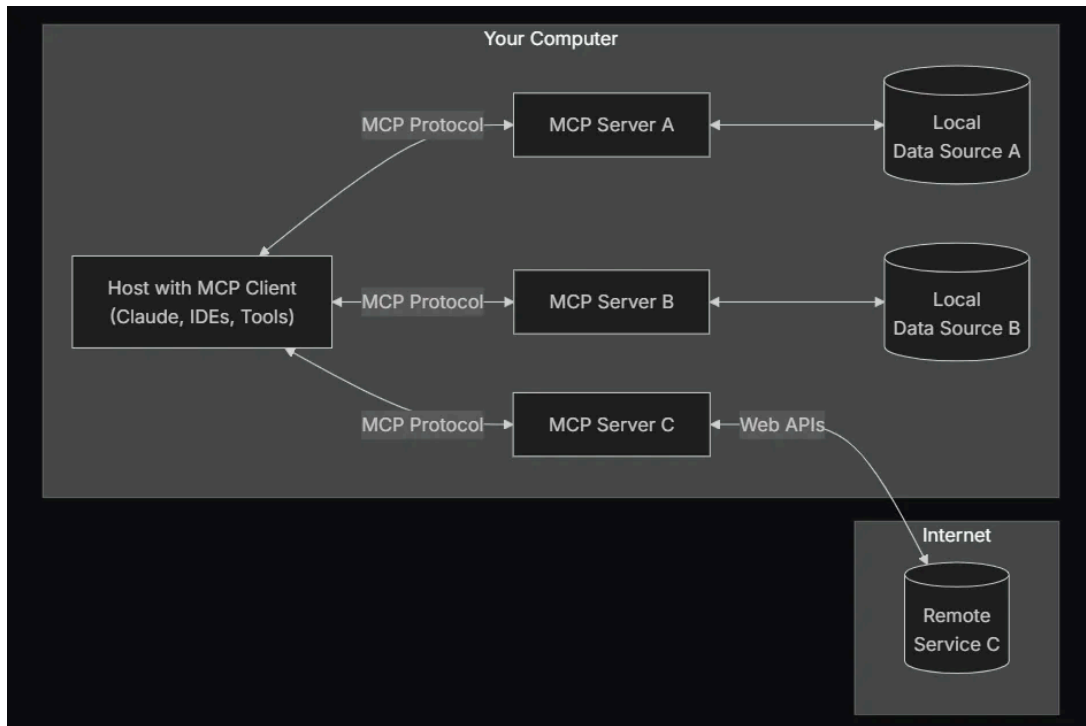 Your Computer
MCP Protocol
MCP Server A
Local
Data Source A
Host with MCP Client
(Claude, IDEs, Tools)
MCP Protocol
MCP Server B
Local
Data Source B
MCP Protocol
MCP Server C
Web APIs
Internet
Remote
Service C